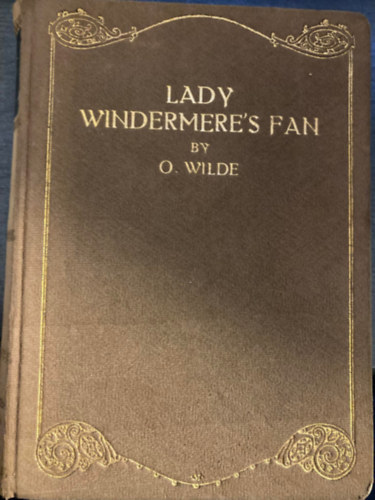 LADY
WINDERMERE'S FAN
BY
O. WILDE